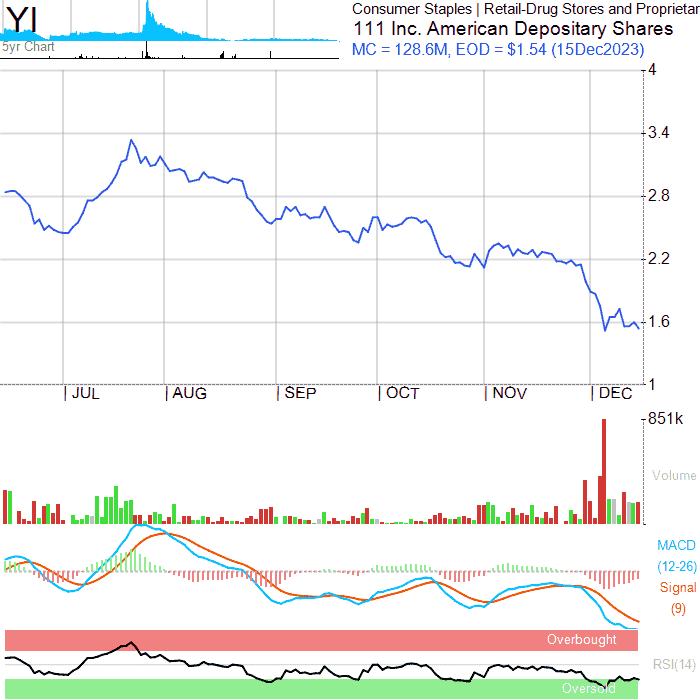 YI
5yr Chart
Consumer Staples | Retail-Drug Stores and Proprietar
111 Inc. American Depositary Shares
MC = 128.6M, EOD = $1.54 (15Dec2023)
4
3.4
2.8
2.2
1.6
1
JUL AUG SEP OCT NOV DEC
851k
Volume
MACD
(12-26)
Signal
(9)
Overbought
RSI(14)
Oversold